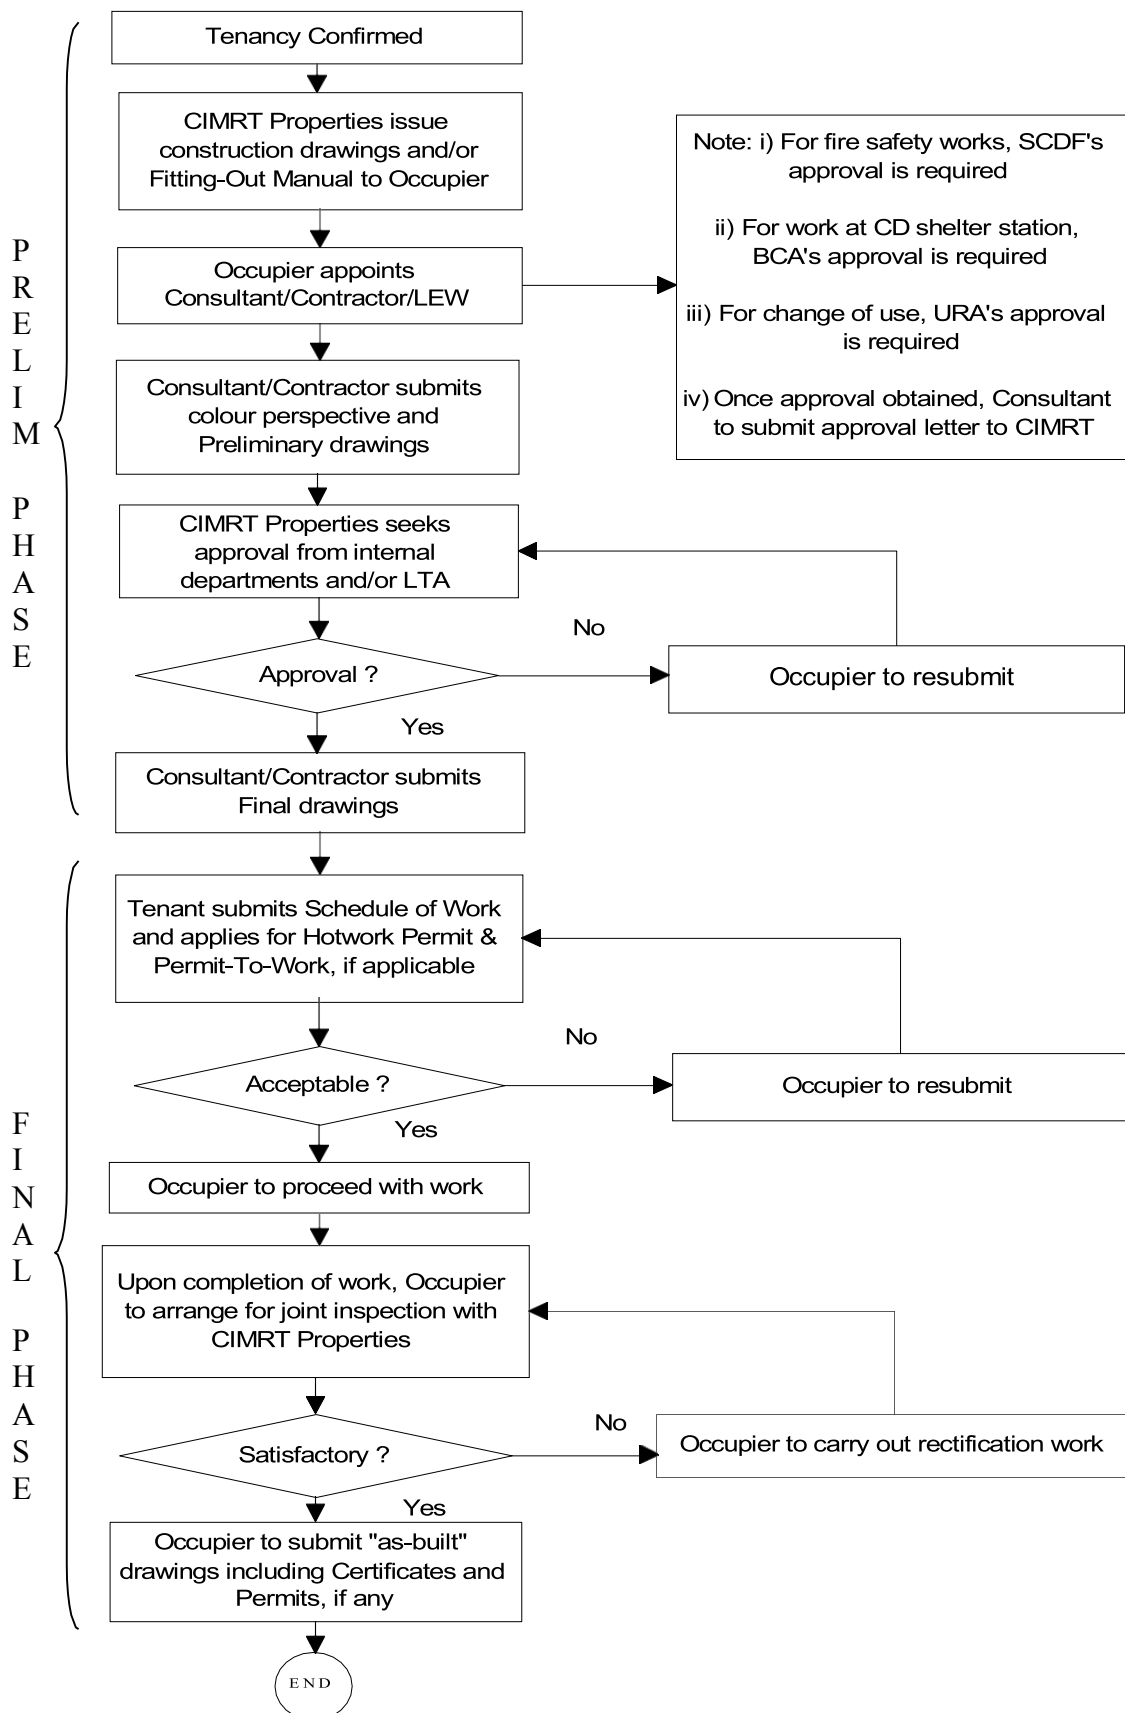 Tenancy Confirmed
CIMRT Properties issue
construction drawings and/or
Fitting-Out Manual to Occupier
Note: i) For fire safety works, SCDF's
approval is required
ii) For work at CD shelter station,
BCA's approval is required
iii) For change of use, URA's approval
is required
iv) Once approval obtained, Consultant
to submit approval letter to CIMRT
Occupier appoints
Consultant/Contractor/LEW
Consultant/Contractor submits
colour perspective and
Preliminary drawings
CIMRT Properties seeks
approval from internal
departments and/or LTA
Approval ?
No
Occupier to resubmit
Yes
Consultant/Contractor submits
Final drawings
PRELIM PHASE
Tenant submits Schedule of Work
and applies for Hotwork Permit &
Permit-To-Work, if applicable
Acceptable ?
No
Occupier to resubmit
Yes
Occupier to proceed with work
Upon completion of work, Occupier
to arrange for joint inspection with
CIMRT Properties
Satisfactory ?
No
Occupier to carry out rectification work
Yes
Occupier to submit "as-built"
drawings including Certificates and
Permits, if any
END
FINAL PHASE